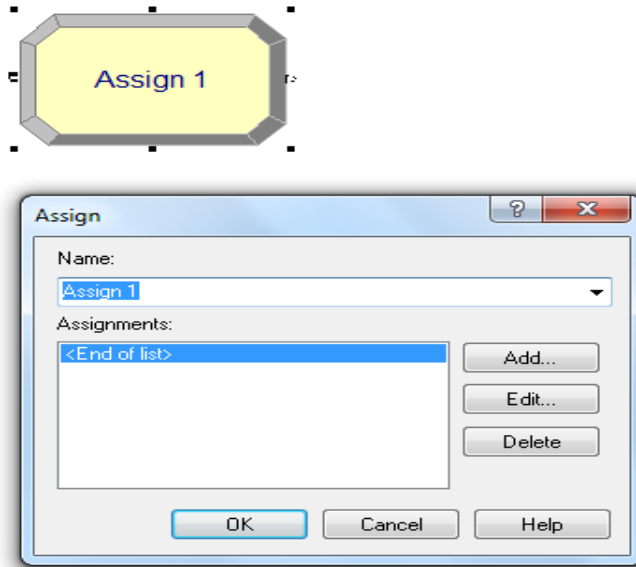 Assign 1
Assign
Name:
Assign 1
Assignments:
<End of list>
Add...
Edit...
Delete
OK
Cancel
Help